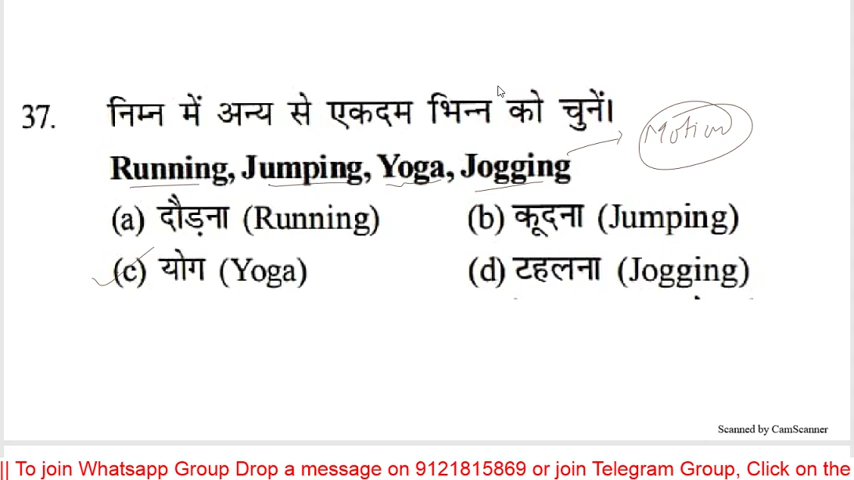 37. निम्न में अन्य से एकदम भिन्न को चुनें।
Motion
Running, Jumping, Yoga, Jogging
(a) दौड़ना (Running) (b) कूदना (Jumping)
(c) योग (Yoga) (d) टहलना (Jogging)
Scanned by CamScanner
|| To join Whatsapp Group Drop a message on 9121815869 or join Telegram Group, Click on the